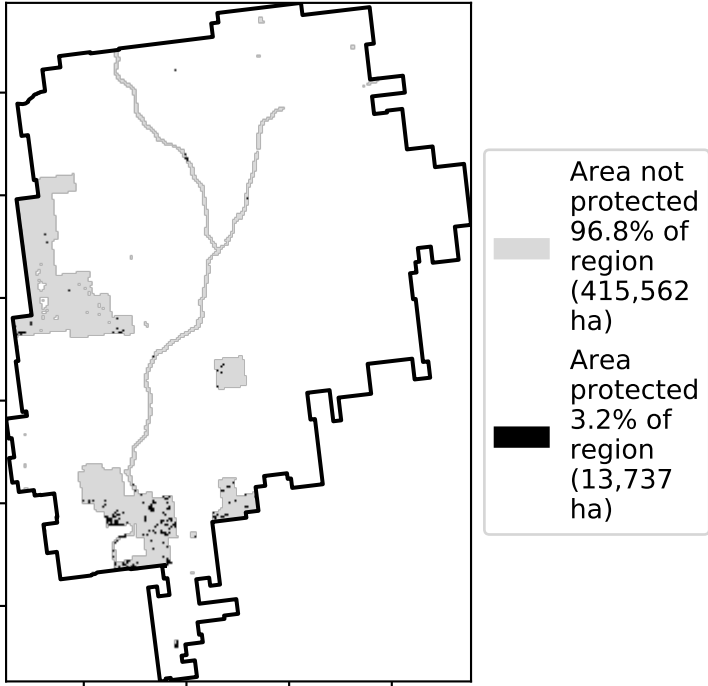 Area not
protected
96.8% of
region
(415,562
ha)
Area
protected
3.2% of
region
(13,737
ha)